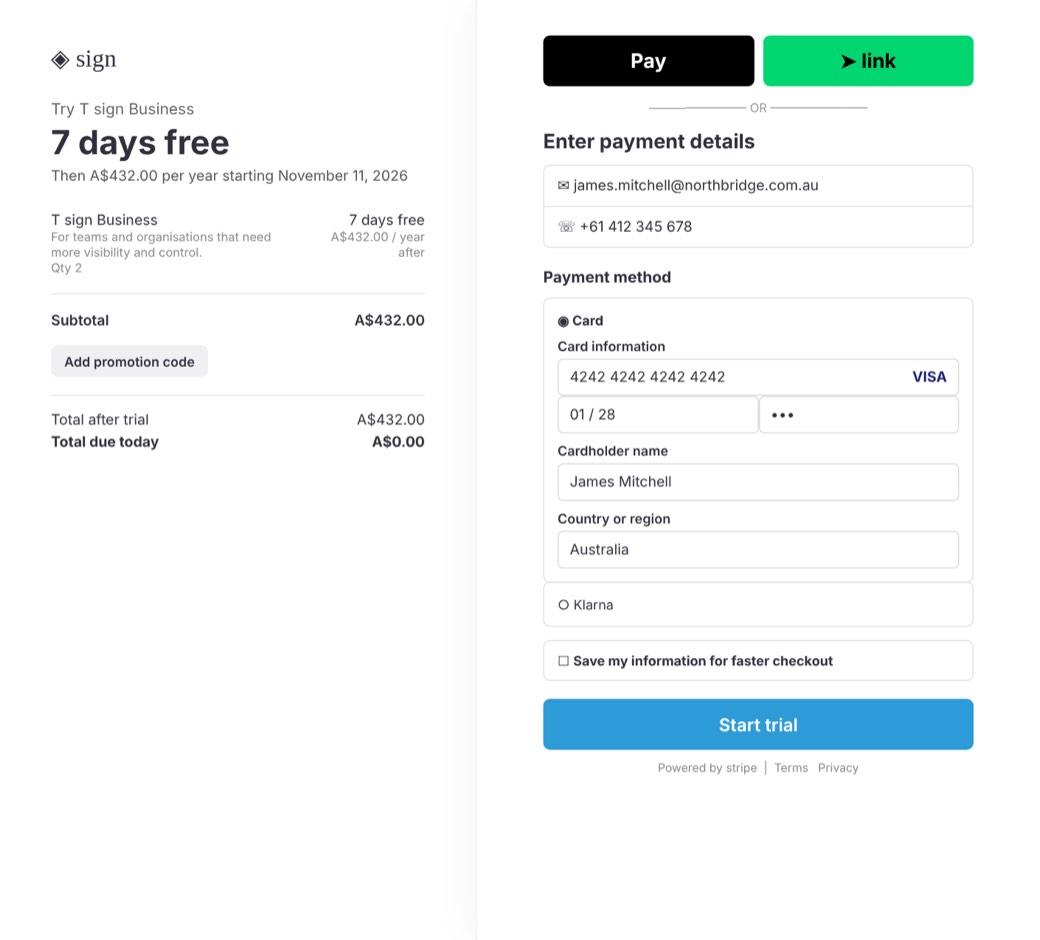 ◈ sign
Try T sign Business
7 days free
Then A$432.00 per year starting November 11, 2026
T sign Business 7 days free
For teams and organisations that need A$432.00 / year
more visibility and control. after
Qty 2
Subtotal A$432.00
Add promotion code
Total after trial A$432.00
Total due today A$0.00
Pay
➤ link
OR
Enter payment details
✉ james.mitchell@northbridge.com.au
☏ +61 412 345 678
Payment method
◉ Card
Card information
4242 4242 4242 4242 VISA
01 / 28 •••
Cardholder name
James Mitchell
Country or region
Australia
○ Klarna
☐ Save my information for faster checkout
Start trial
Powered by stripe | Terms Privacy